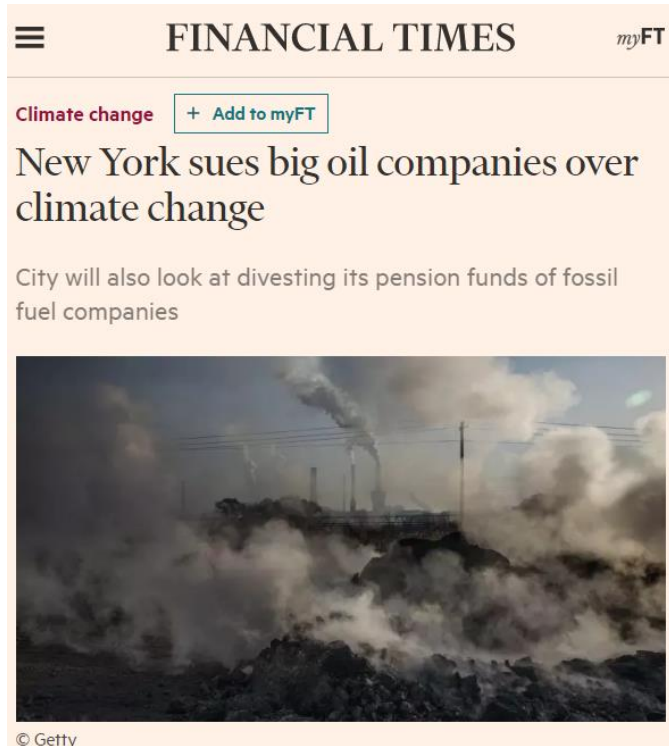 FINANCIAL TIMES
myFT
Climate change
+ Add to myFT
New York sues big oil companies over
climate change
City will also look at divesting its pension funds of fossil
fuel companies
© Getty